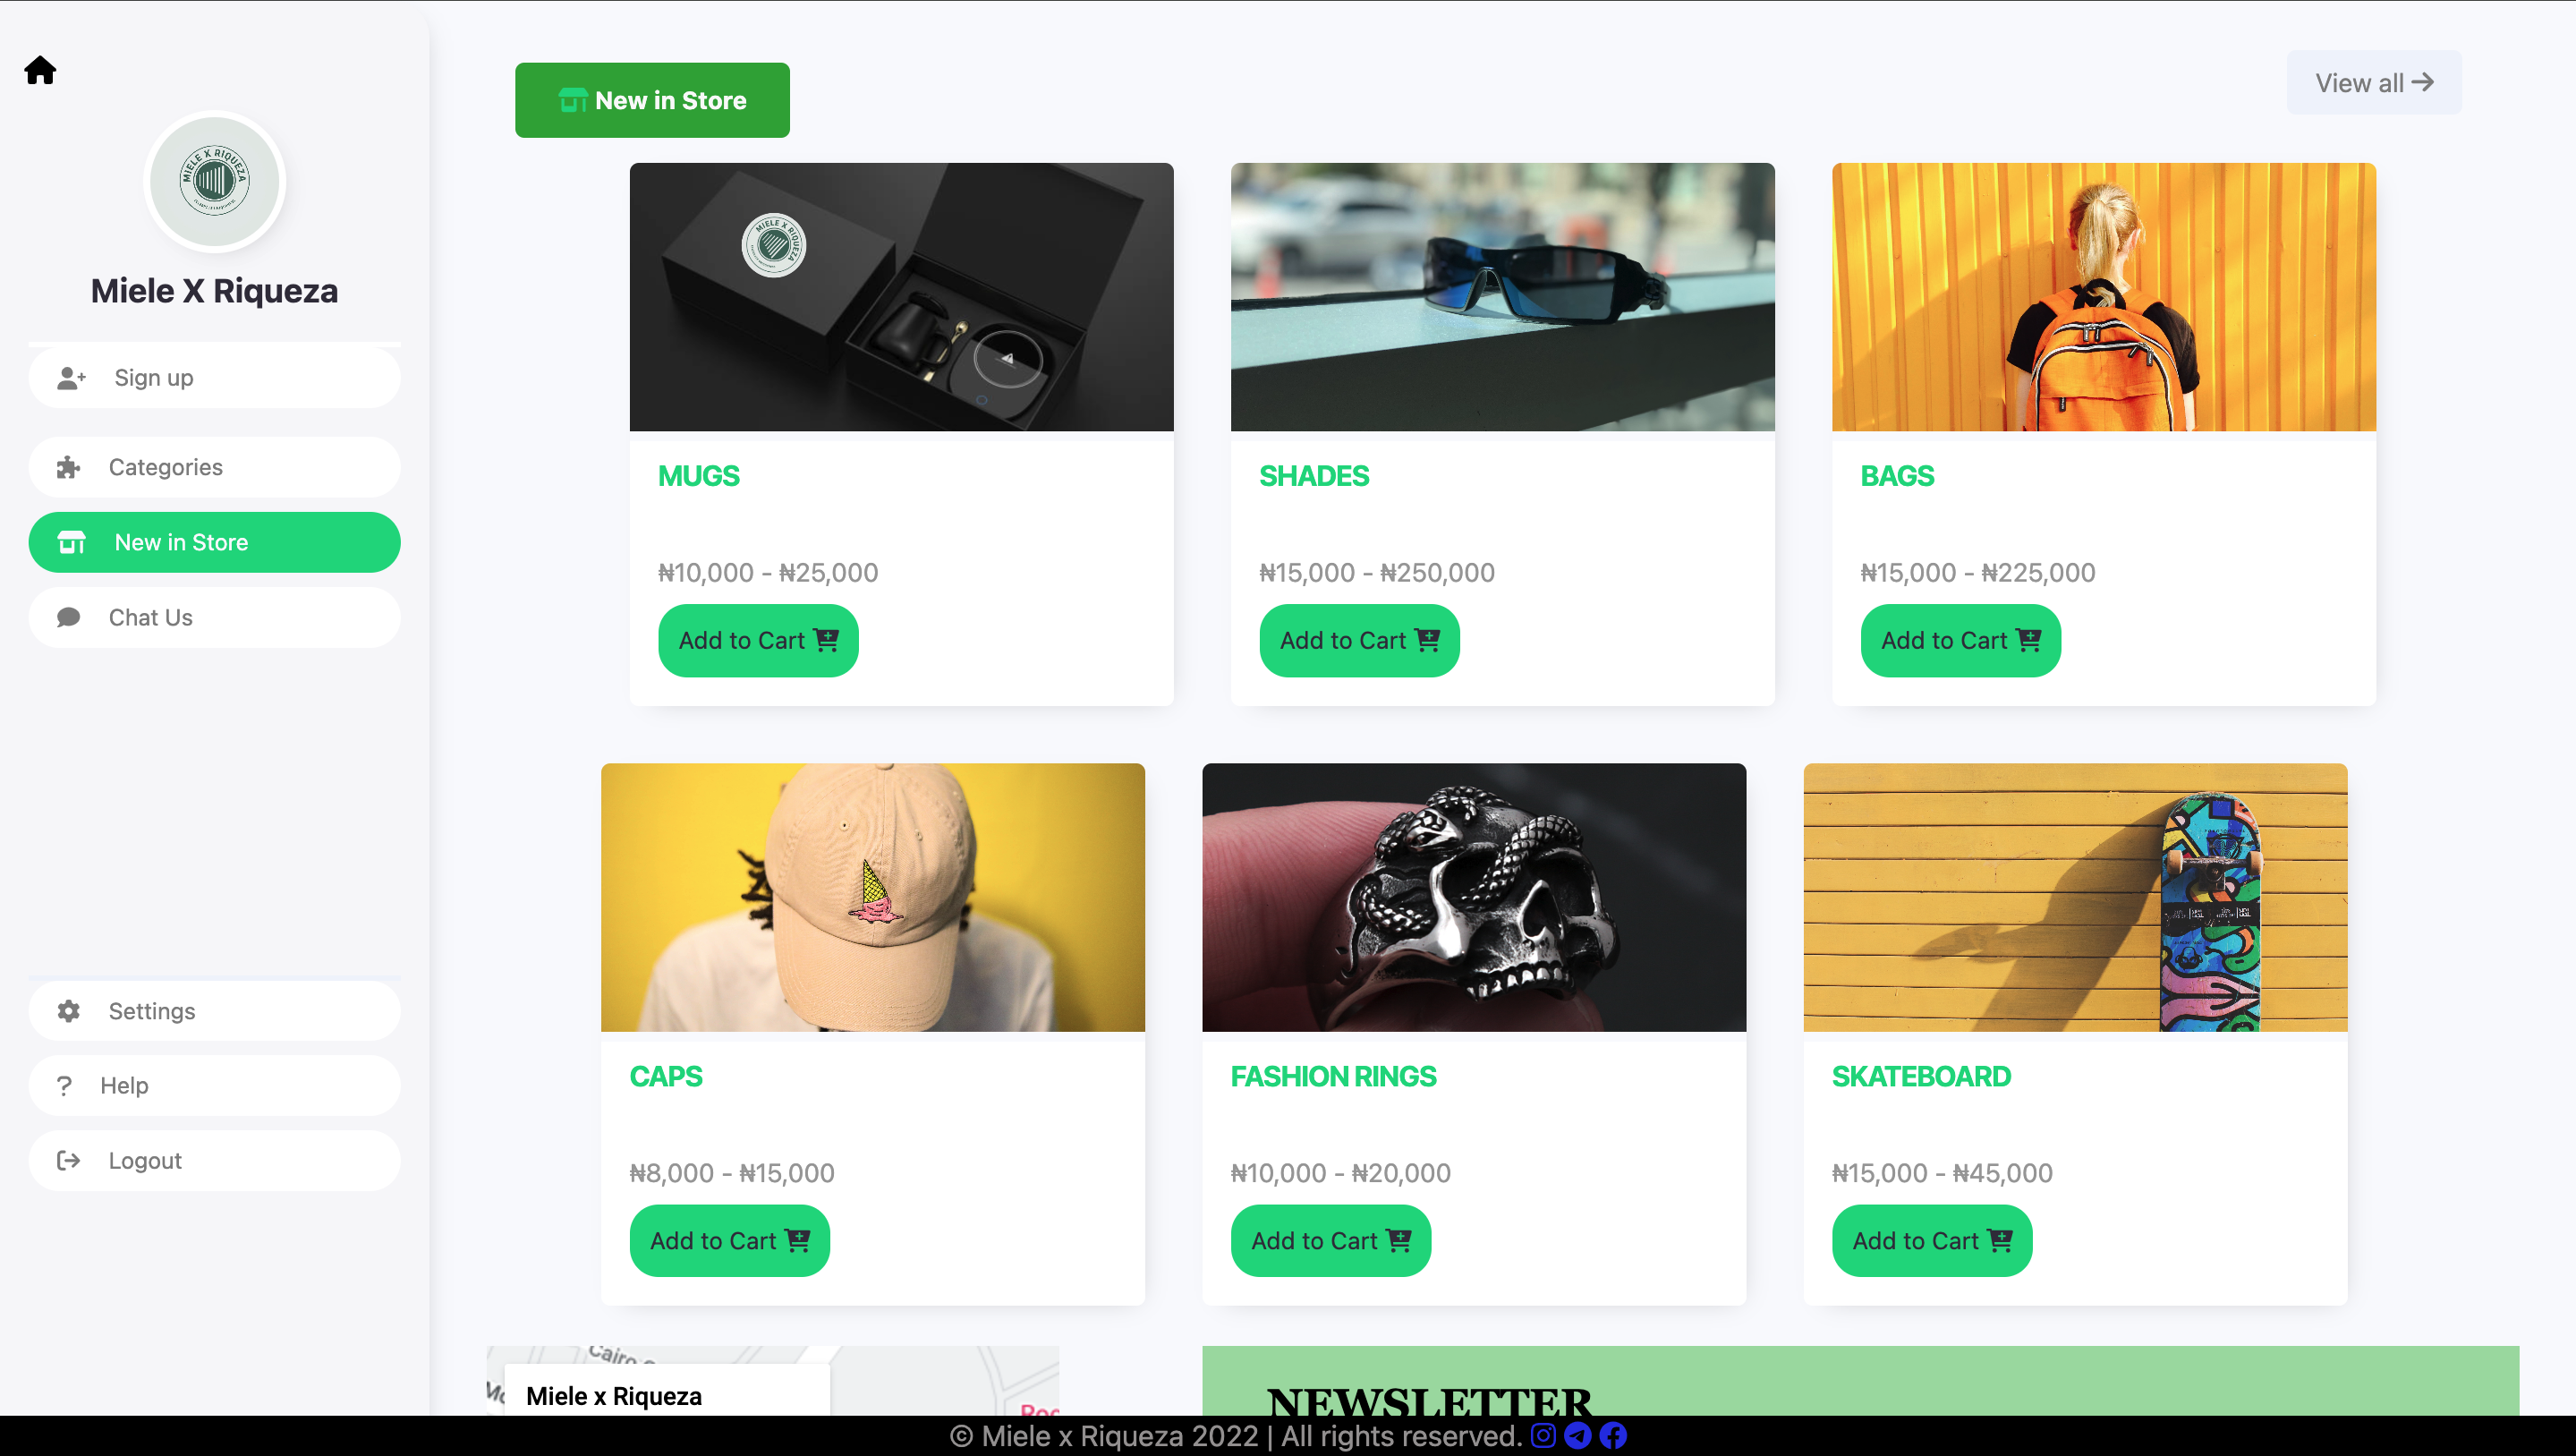 MIELE X RIQUEZA
Miele X Riqueza
Sign up
Categories
New in Store
Chat Us
Settings
Help
Logout
New in Store
View all
MIELE X RIQUEZA
MUGS
₦10,000 - ₦25,000
Add to Cart
SHADES
₦15,000 - ₦250,000
Add to Cart
BAGS
₦15,000 - ₦225,000
Add to Cart
CAPS
₦8,000 - ₦15,000
Add to Cart
FASHION RINGS
₦10,000 - ₦20,000
Add to Cart
SKATEBOARD
₦15,000 - ₦45,000
Add to Cart
Miele x Riqueza
NEWSLETTER
© Miele x Riqueza 2022 | All rights reserved.